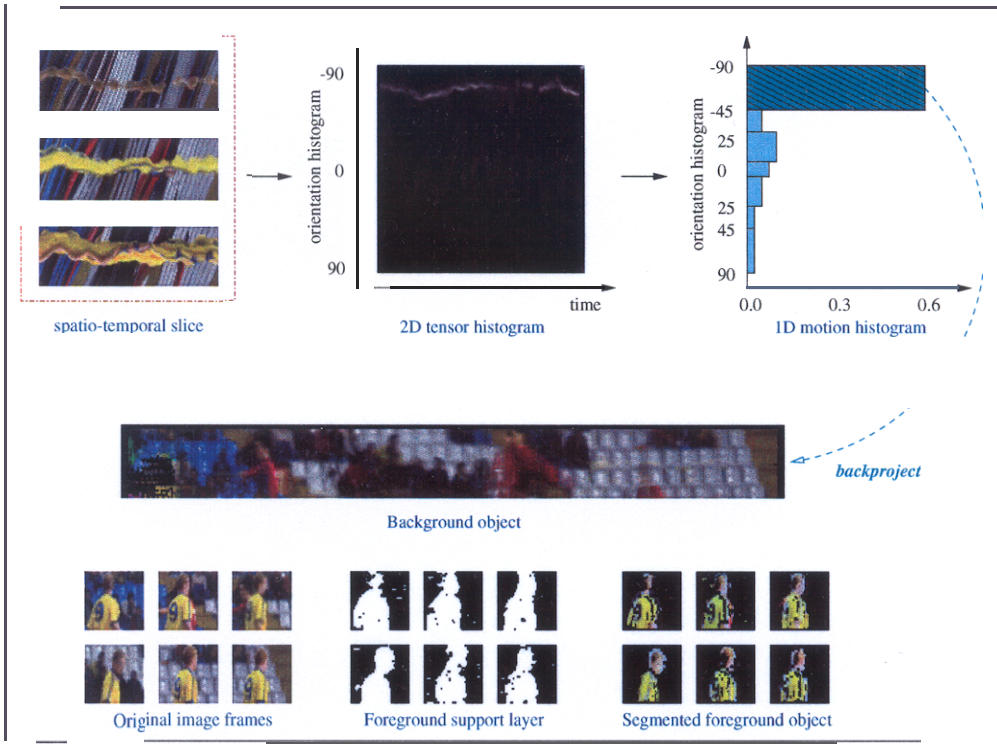 -90
0
90
orientation histogram
time
-90
-45
25
0
25
45
90
orientation histogram
0.0
0.3
0.6
spatio-temporal slice
2D tensor histogram
1D motion histogram
backproject
Background object
Original image frames
Foreground support layer
Segmented foreground object